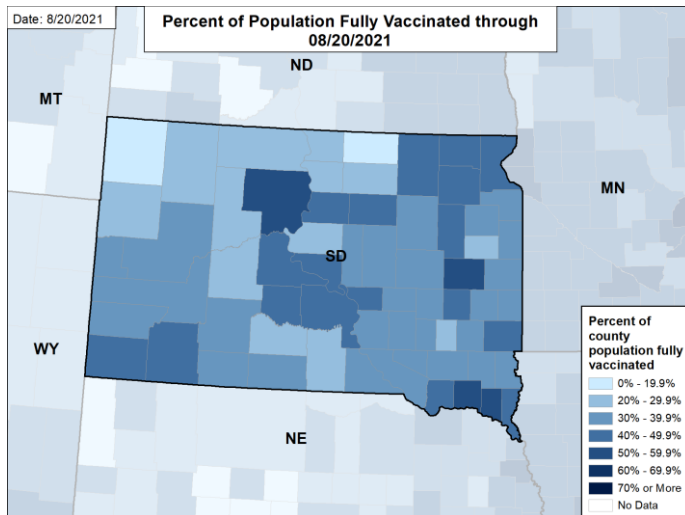 Date: 8/20/2021
Percent of Population Fully Vaccinated through
08/20/2021
ND
MT
MN
SD
WY
NE
Percent of
county
population fully
vaccinated
0% - 19.9%
20% - 29.9%
30% - 39.9%
40% - 49.9%
50% - 59.9%
60% - 69.9%
70% or More
No Data